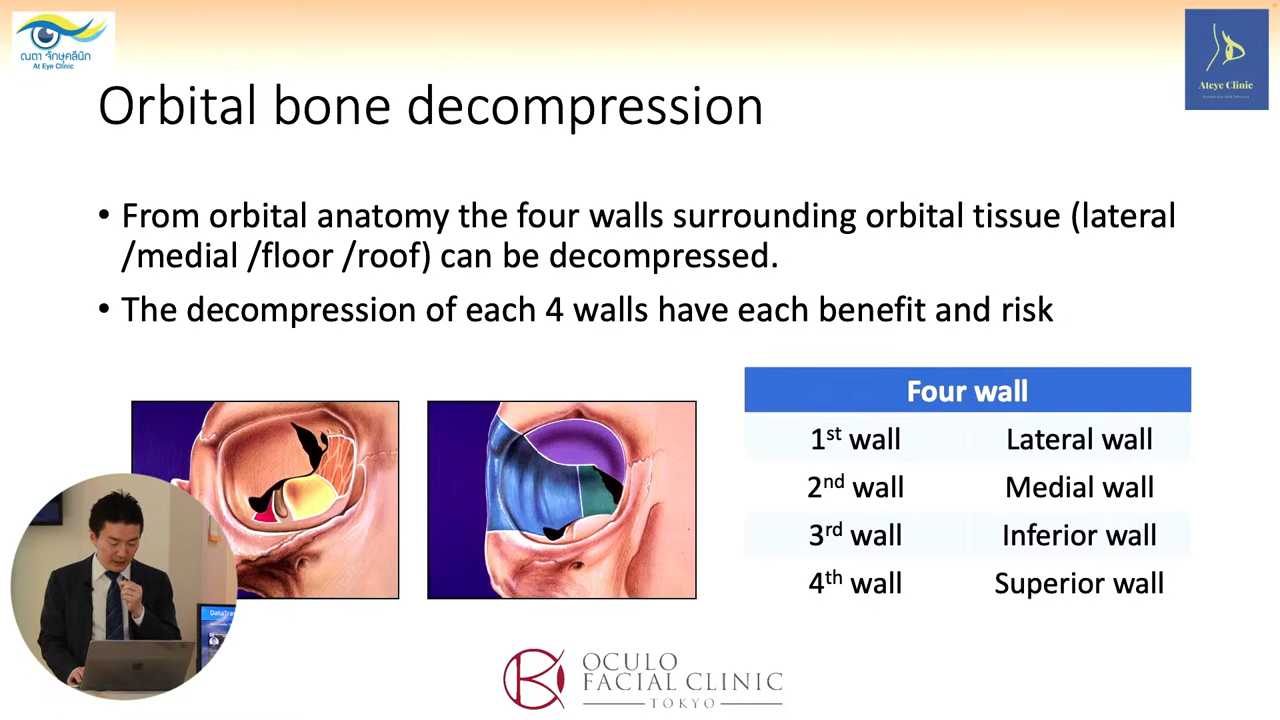 ณตา จักษุคลินิก
At Eye Clinic
Ateye Clinic
Orbital bone decompression
• From orbital anatomy the four walls surrounding orbital tissue (lateral
/medial /floor /roof) can be decompressed.
• The decompression of each 4 walls have each benefit and risk
Four wall
1st wall Lateral wall
2nd wall Medial wall
3rd wall Inferior wall
4th wall Superior wall
OCULO
FACIAL CLINIC
TOKYO